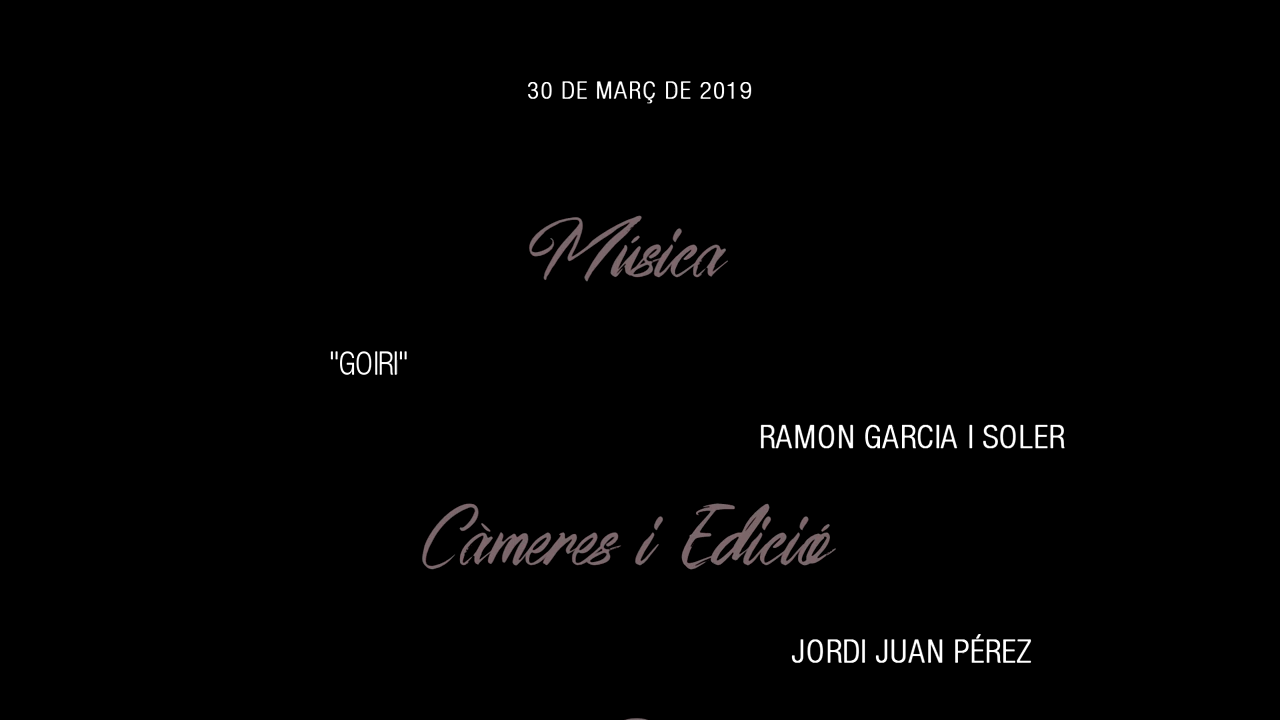 30 DE MARÇ DE 2019
Música
"GOIRI"
RAMON GARCIA I SOLER
Càmeres i Edició
JORDI JUAN PÉREZ